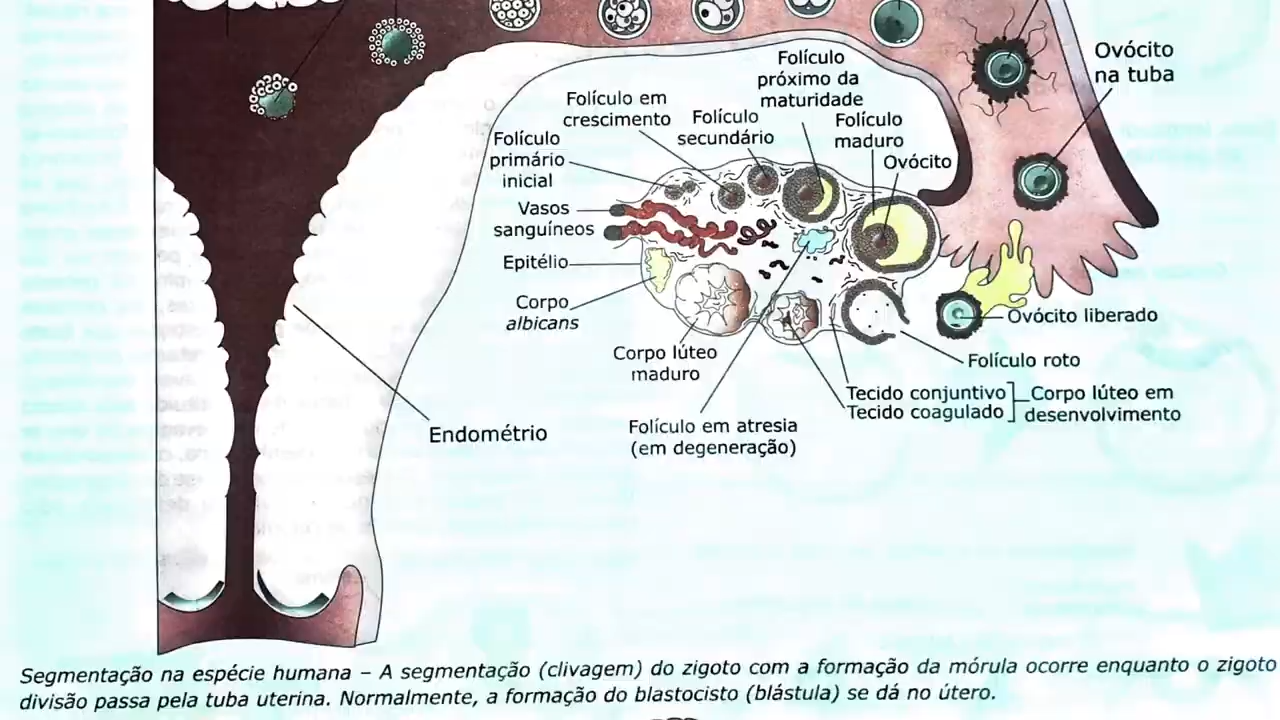 Ovócito
na tuba
Folículo
próximo da
maturidade
Folículo em
crescimento
Folículo
secundário
Folículo
maduro
Ovócito
Folículo
primário
inicial
Vasos
sanguíneos
Epitélio
Corpo
albicans
Corpo lúteo
maduro
Ovócito liberado
Folículo roto
Tecido conjuntivo
Tecido coagulado
Corpo lúteo em
desenvolvimento
Folículo em atresia
(em degeneração)
Endométrio
Segmentação na espécie humana – A segmentação (clivagem) do zigoto com a formação da mórula ocorre enquanto o zigoto
divisão passa pela tuba uterina. Normalmente, a formação do blastocisto (blástula) se dá no útero.